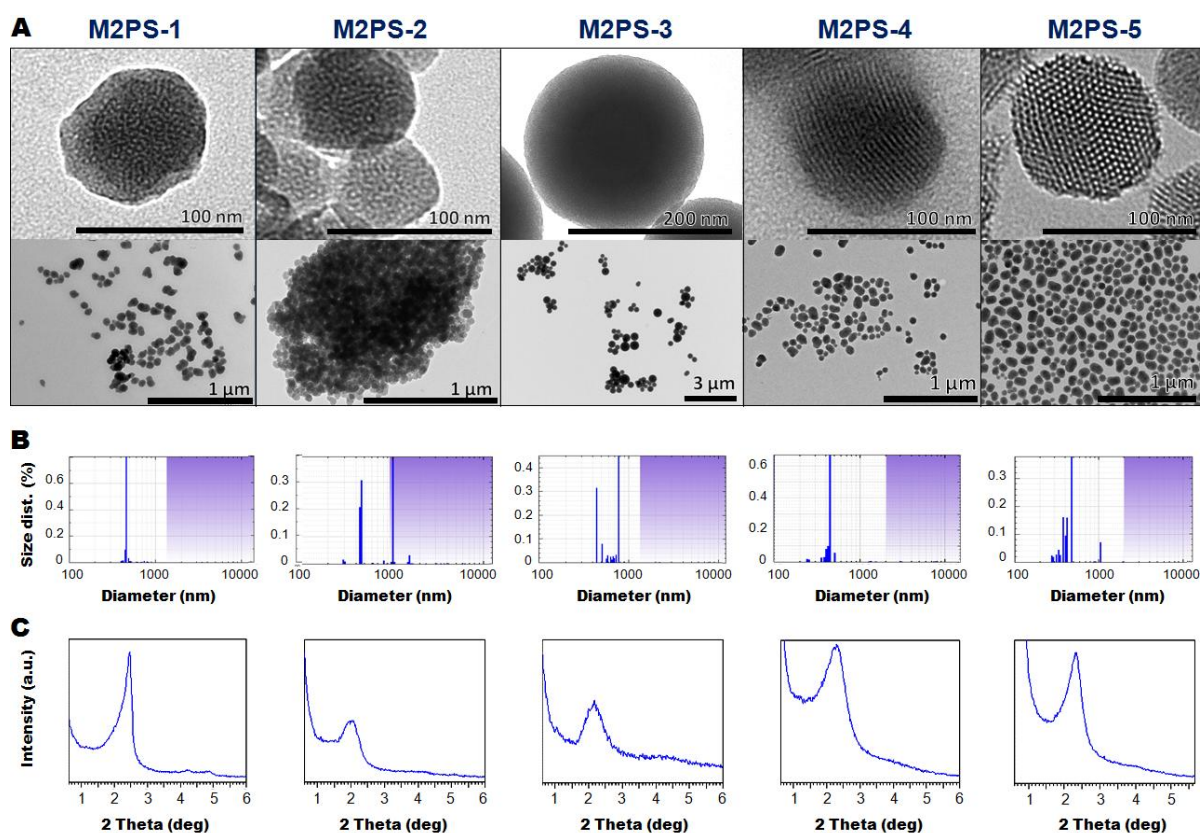 A
M2PS-1 M2PS-2 M2PS-3 M2PS-4 M2PS-5
100 nm 100 nm 200 nm 100 nm 100 nm
1 µm 1 µm 3 µm 1 µm 1 µm
B
Size dist. (%)
0.6 0.4 0.2 0
0.3 0.2 0.1 0
0.4 0.3 0.2 0.1 0
0.6 0.4 0.2 0
0.3 0.2 0.1 0
100 1000 10000 100 1000 10000 100 1000 10000 100 1000 10000 100 1000 10000
Diameter (nm) Diameter (nm) Diameter (nm) Diameter (nm) Diameter (nm)
C
Intensity (a.u.)
1 2 3 4 5 6 1 2 3 4 5 6 1 2 3 4 5 6 1 2 3 4 5 6 1 2 3 4 5
2 Theta (deg) 2 Theta (deg) 2 Theta (deg) 2 Theta (deg) 2 Theta (deg)